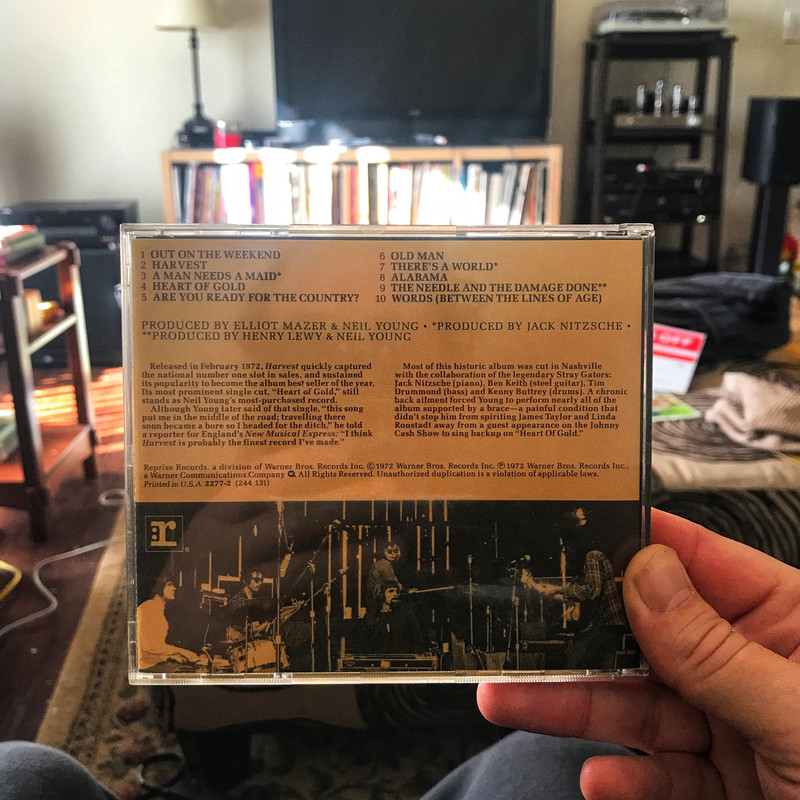 1 OUT ON THE WEEKEND
2 HARVEST
3 A MAN NEEDS A MAID*
4 HEART OF GOLD
5 ARE YOU READY FOR THE COUNTRY?
6 OLD MAN
7 THERE'S A WORLD*
8 ALABAMA
9 THE NEEDLE AND THE DAMAGE DONE**
10 WORDS (BETWEEN THE LINES OF AGE)
PRODUCED BY ELLIOT MAZER & NEIL YOUNG • *PRODUCED BY JACK NITZSCHE •
**PRODUCED BY HENRY LEWY & NEIL YOUNG
Released in February 1972, Harvest quickly captured
the national number one slot in sales, and sustained
its popularity to become the album best seller of the year.
Its most prominent single cut, "Heart of Gold," still
stands as Neil Young's most-purchased record.
Although Young later said of that single, "this song
put me in the middle of the road; travelling there
soon became a bore so I headed for the ditch," he told
a reporter for England's New Musical Express: "I think
Harvest is probably the finest record I've made."
Most of this historic album was cut in Nashville
with the collaboration of the legendary Stray Gators:
Jack Nitzsche (piano), Ben Keith (steel guitar), Tim
Drummond (bass) and Kenny Buttrey (drums). A chronic
back ailment forced Young to perform nearly all of the
album supported by a brace—a painful condition that
didn't stop him from spiriting James Taylor and Linda
Ronstadt away from a guest appearance on the Johnny
Cash Show to sing backup on "Heart Of Gold."
Reprise Records, a division of Warner Bros. Records Inc. ©1972 Warner Bros. Records Inc. ℗1972 Warner Bros. Records Inc.,
a Warner Communications Company. All Rights Reserved. Unauthorized duplication is a violation of applicable laws.
Printed in U.S.A. 2277-2 (244 131)
r
®
OFF